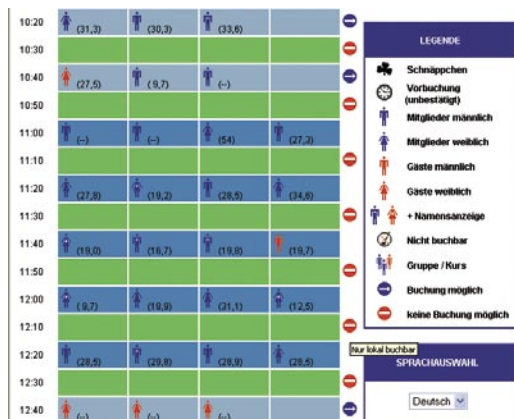 10:20 (31,3) (30,3) (33,6)
10:30
10:40 (27,5) (9,7) (--)
10:50
11:00 (--) (--) (54) (27,3)
11:10
11:20 (27,8) (19,2) (28,5) (34,6)
11:30
11:40 (19,0) (16,7) (19,8) (19,7)
11:50
12:00 (9,7) (19,9) (31,1) (12,5)
12:10
12:20 (28,5) (29,8) (28,9) (28,5)
12:30
12:40 (--) (--) (--)
LEGENDE
Schnäppchen
Vorbuchung
(unbestätigt)
Mitglieder männlich
Mitglieder weiblich
Gäste männlich
Gäste weiblich
+ Namensanzeige
Nicht buchbar
Gruppe / Kurs
Buchung möglich
keine Buchung möglich
Nur lokal buchbar
SPRACHAUSWAHL
Deutsch